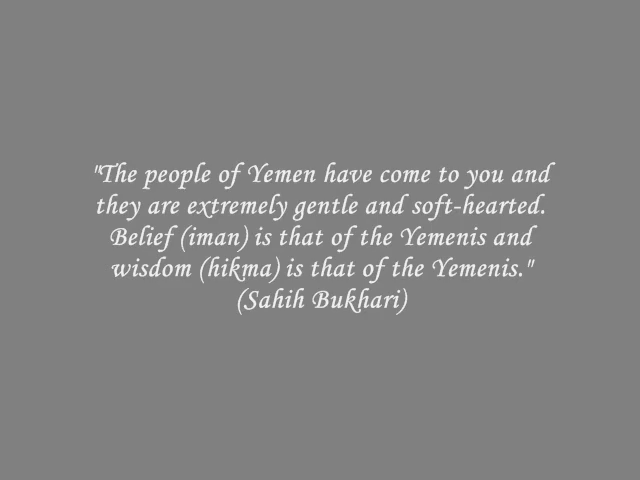 "The people of Yemen have come to you and
they are extremely gentle and soft-hearted.
Belief (iman) is that of the Yemenis and
wisdom (hikma) is that of the Yemenis."
(Sahih Bukhari)